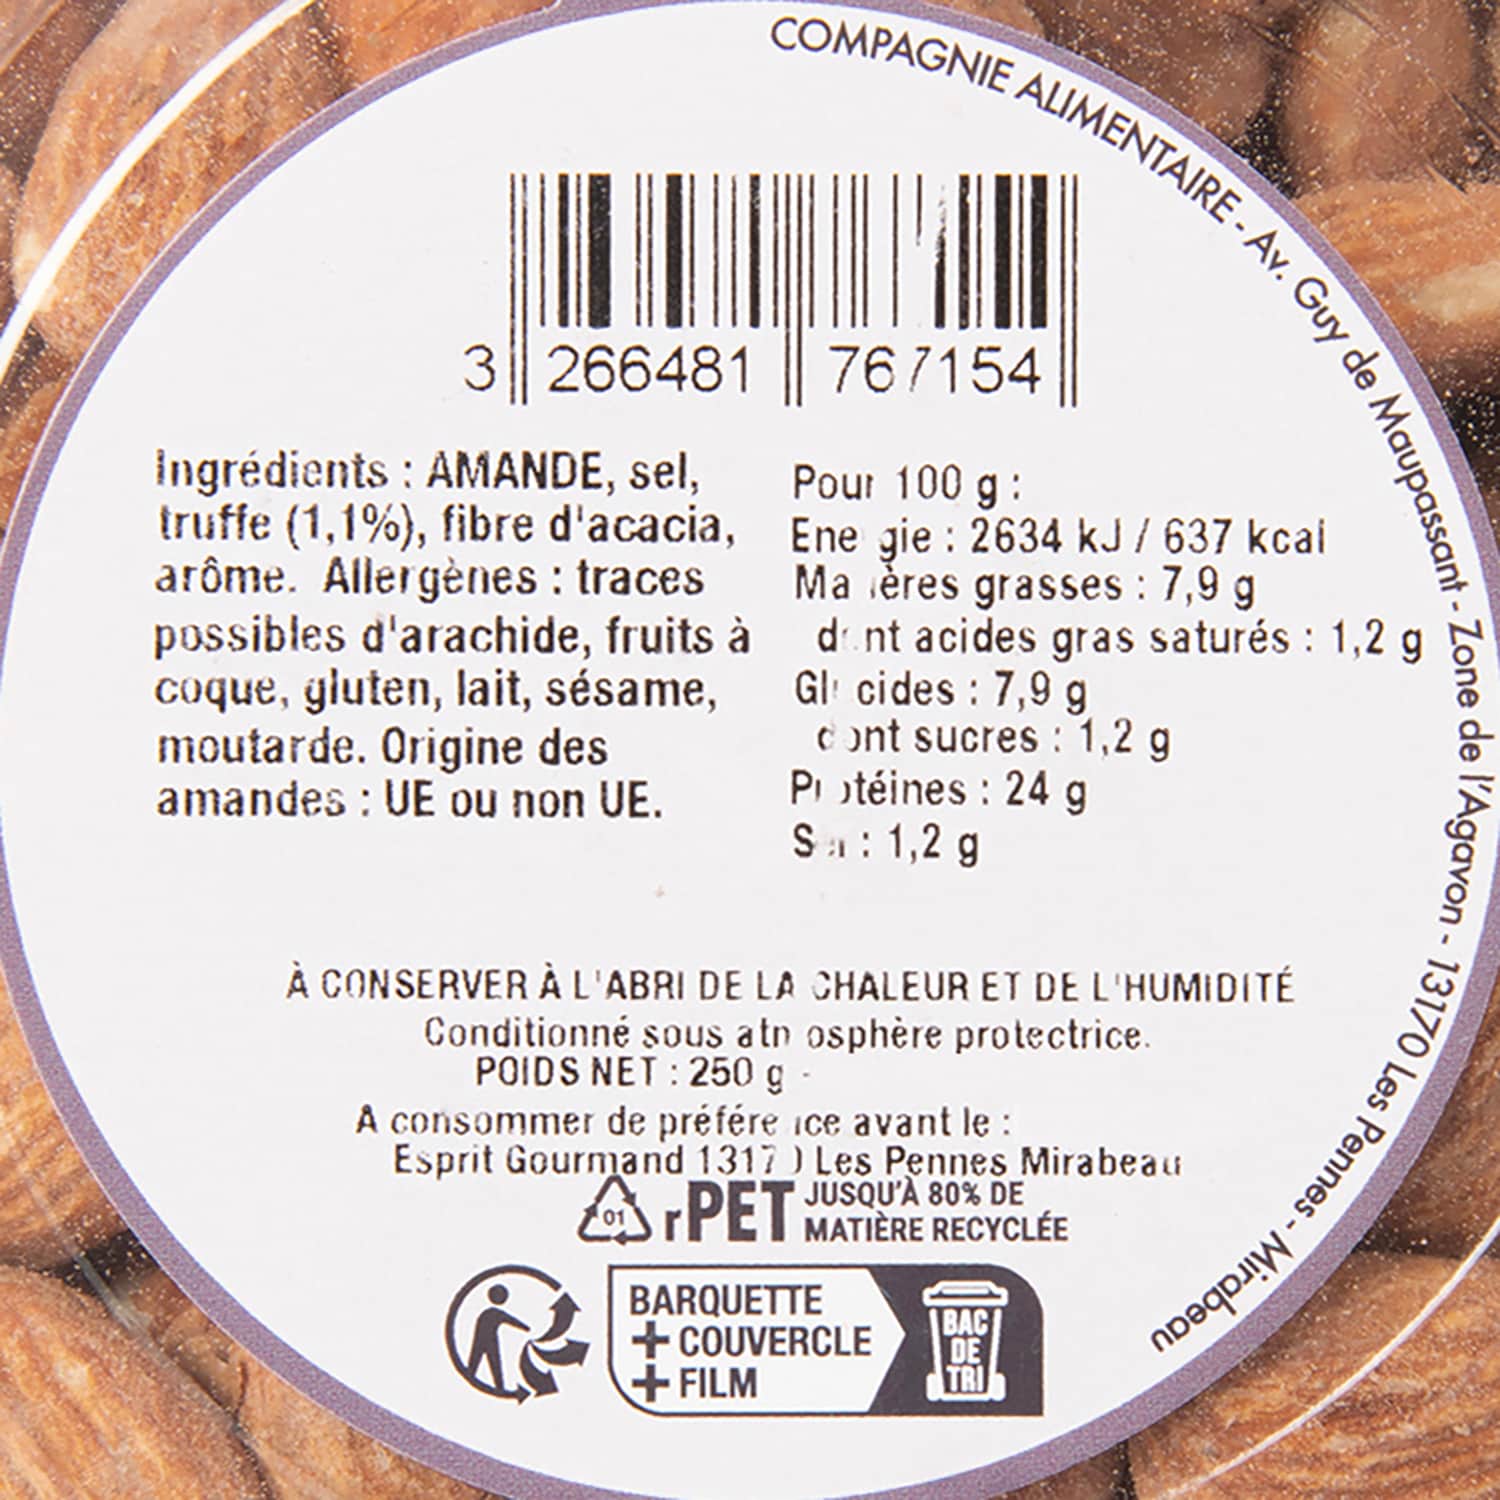 COMPAGNIE ALIMENTAIRE - Av. Guy de Maupassant - Zone de l'Agavon - 13170 Les Pennes - Mirabeau
3 266481 767154
Ingrédients : AMANDE, sel,
truffe (1,1%), fibre d'acacia,
arôme. Allergènes : traces
possibles d'arachide, fruits à
coque, gluten, lait, sésame,
moutarde. Origine des
amandes : UE ou non UE.
Pour 100 g :
Energie : 2634 kJ / 637 kcal
Matières grasses : 7,9 g
dont acides gras saturés : 1,2 g
Glucides : 7,9 g
dont sucres : 1,2 g
Protéines : 24 g
Sel : 1,2 g
À CONSERVER À L'ABRI DE LA CHALEUR ET DE L'HUMIDITÉ
Conditionné sous atmosphère protectrice.
POIDS NET : 250 g -
A consommer de préférence avant le :
Esprit Gourmand 13170 Les Pennes Mirabeau
01 rPET JUSQU'À 80% DE
MATIÈRE RECYCLÉE
BARQUETTE
+ COUVERCLE
+ FILM
BAC
DE
TRI